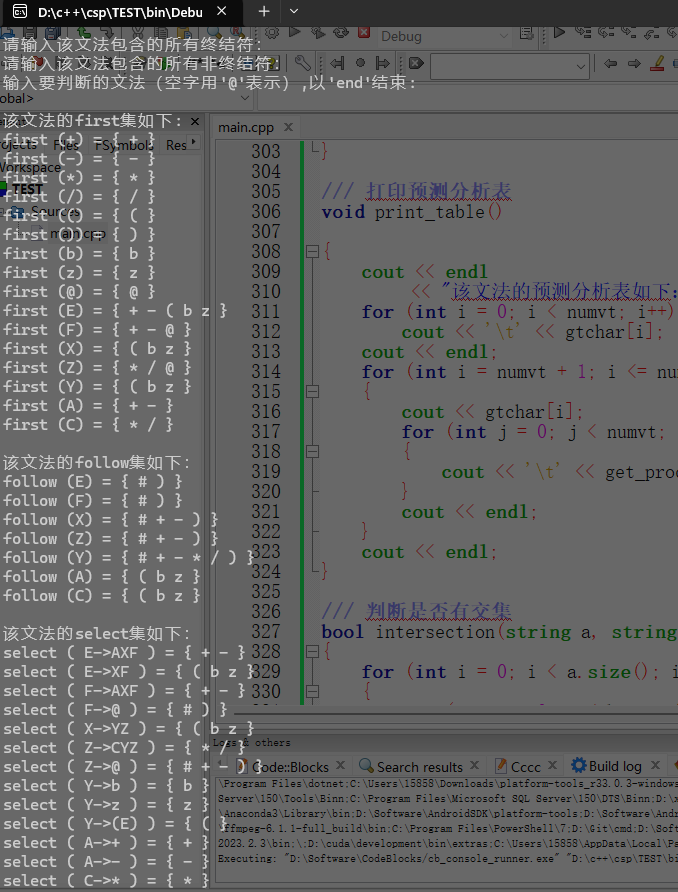 D:\c++\csp\TEST\bin\Debu
请输入该文法包含的所有终结符:
请输入该文法包含的所有非终结符:
输入要判断的文法 (空字用'@'表示) ,以'end'结束:
该文法的first集如下:
first (+) = { + }
first (-) = { - }
first (*) = { * }
first (/) = { / }
first (() = { ( }
first ()) = { ) }
first (b) = { b }
first (z) = { z }
first (@) = { @ }
first (E) = { + - ( b z }
first (F) = { + - @ }
first (X) = { ( b z }
first (Z) = { * / @ }
first (Y) = { ( b z }
first (A) = { + - }
first (C) = { * / }
该文法的follow集如下:
follow (E) = { # ) }
follow (F) = { # ) }
follow (X) = { # + - ) }
follow (Z) = { # + - ) }
follow (Y) = { # + - * / ) }
follow (A) = { ( b z }
follow (C) = { ( b z }
该文法的select集如下:
select ( E->AXF ) = { + - }
select ( E->XF ) = { ( b z }
select ( F->AXF ) = { + - }
select ( F->@ ) = { # ) }
select ( X->YZ ) = { ( b z }
select ( Z->CYZ ) = { * / }
select ( Z->@ ) = { # + - ) }
select ( Y->b ) = { b }
select ( Y->z ) = { z }
select ( Y->(E) ) = { ( }
select ( A->+ ) = { + }
select ( A->- ) = { - }
select ( C->* ) = { * }
Debug
obal>
Files
FSymbols
Res
Workspace
TEST
Sources
main.cpp
main.cpp
303 }
304
305 /// 打印预测分析表
306 void print_table()
307
308 {
309 cout << endl
310 << "该文法的预测分析表如下:
311 for (int i = 0; i < numvt; i++)
312 cout << '\t' << gtchar[i];
313 cout << endl;
314 for (int i = numvt + 1; i <= nu
315 {
316 cout << gtchar[i];
317 for (int j = 0; j < numvt;
318 {
319 cout << '\t' << get_proc
320 }
321 cout << endl;
322 }
323 cout << endl;
324 }
325
326 /// 判断是否有交集
327 bool intersection(string a, string
328 {
329 for (int i = 0; i < a.size(); i
330 {
Logs & others
Code::Blocks
Search results
Cccc
Build log
\Program Files\dotnet;C:\Users\15858\Downloads\platform-tools_r33.0.3-windows
Server\150\Tools\Binn;C:\Program Files\Microsoft SQL Server\150\DTS\Binn;D:\x
\Anaconda3\Library\bin;D:\Software\AndroidSDK\platform-tools;D:\Software\Andr
ffmpeg-6.1.1-full_build\bin;C:\Program Files\PowerShell\7;D:\Git\cmd;D:\Soft
2023.2.3\bin;\;D:\cuda\development\bin\extras;C:\Users\15858\AppData\Local\Pa
Executing: "D:\Software\CodeBlocks/cb_console_runner.exe" "D:\c++\csp\TEST\bi